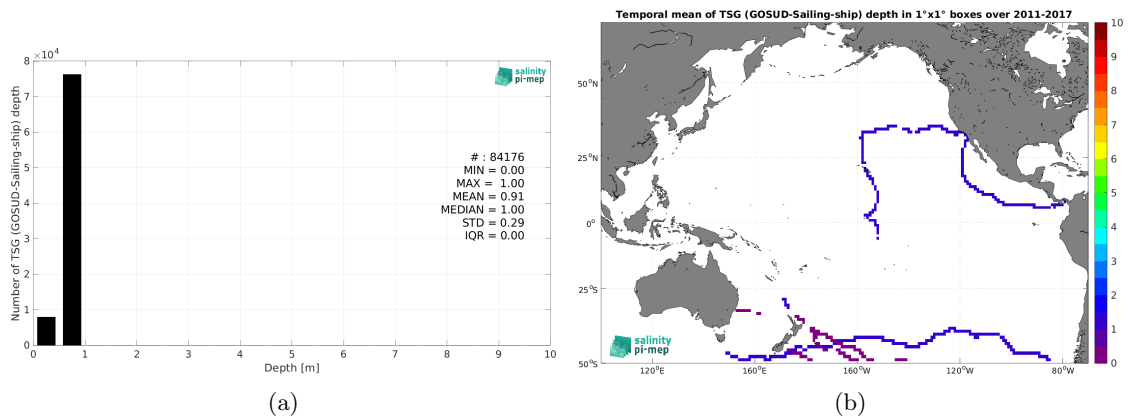 ×10⁴
8
7
6
5
4
3
2
1
0
Number of TSG (GOSUD-Sailing-ship) depth
salinity
pi-mep
# : 84176
MIN = 0.00
MAX = 1.00
MEAN = 0.91
MEDIAN = 1.00
STD = 0.29
IQR = 0.00
0 1 2 3 4 5 6 7 8 9 10
Depth [m]
(a)
Temporal mean of TSG (GOSUD-Sailing-ship) depth in 1°x1° boxes over 2011-2017
50°N
25°N
0°
25°S
50°S
salinity
pi-mep
120°E 160°E 160°W 120°W 80°W
10
9
8
7
6
5
4
3
2
1
0
(b)